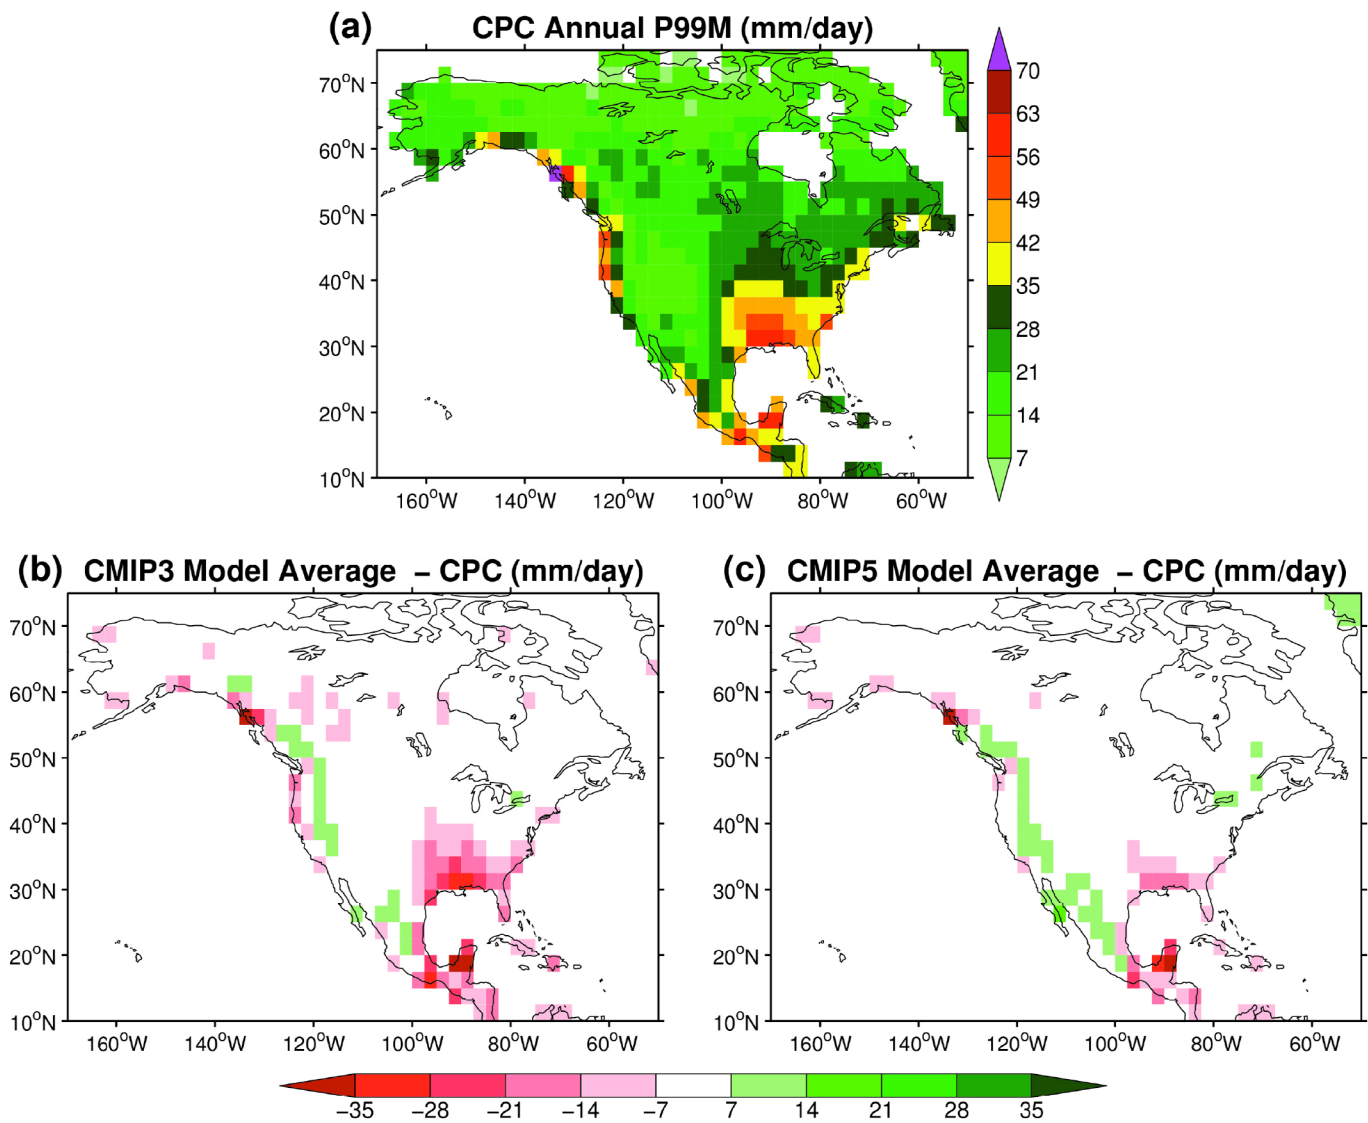 (a) CPC Annual P99M (mm/day)
70°N
60°N
50°N
40°N
30°N
20°N
10°N
160°W 140°W 120°W 100°W 80°W 60°W
70
63
56
49
42
35
28
21
14
7
(b) CMIP3 Model Average – CPC (mm/day)
70°N
60°N
50°N
40°N
30°N
20°N
10°N
160°W 140°W 120°W 100°W 80°W 60°W
(c) CMIP5 Model Average – CPC (mm/day)
70°N
60°N
50°N
40°N
30°N
20°N
10°N
160°W 140°W 120°W 100°W 80°W 60°W
–35 –28 –21 –14 –7 7 14 21 28 35